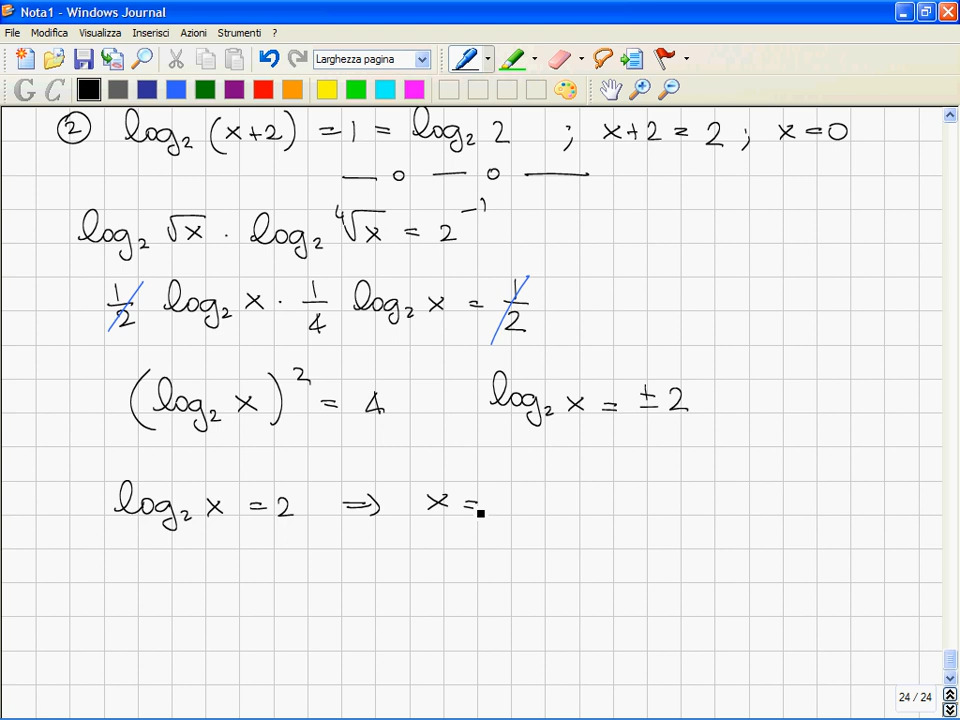 Nota1 - Windows Journal
File Modifica Visualizza Inserisci Azioni Strumenti ?
Larghezza pagina
G C
② log₂ (x+2) = 1 = log₂ 2 ; x+2 = 2 ; x=0
log₂ √x · log₂ ⁴√x = 2⁻¹
1/2 log₂ x · 1/4 log₂ x = 1/2
(log₂ x)² = 4 log₂ x = ±2
log₂ x = 2 ⇒ x =
24 / 24